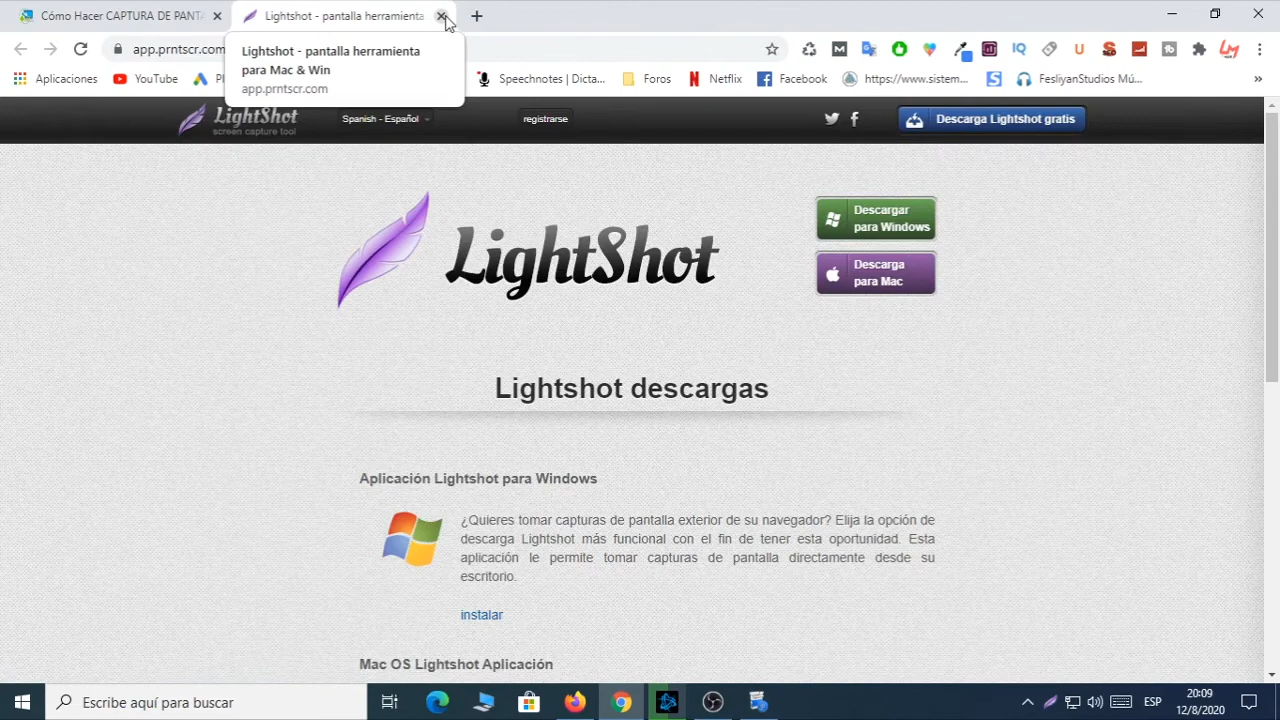 Cómo Hacer CAPTURA DE PANT
Lightshot - pantalla herramienta
app.prntscr.com
Lightshot - pantalla herramienta
para Mac & Win
app.prntscr.com
Aplicaciones
YouTube
Speechnotes | Dicta...
Foros
Netflix
Facebook
https://www.sistem...
FesliyanStudios Mú...
»
LightShot
screen capture tool
Spanish - Español
registrarse
Descarga Lightshot gratis
LightShot
Descargar
para Windows
Descarga
para Mac
Lightshot descargas
Aplicación Lightshot para Windows
¿Quieres tomar capturas de pantalla exterior de su navegador? Elija la opción de
descarga Lightshot más funcional con el fin de tener esta oportunidad. Esta
aplicación le permite tomar capturas de pantalla directamente desde su
escritorio.
instalar
Mac OS Lightshot Aplicación
Escribe aquí para buscar
ESP
20:09
12/8/2020